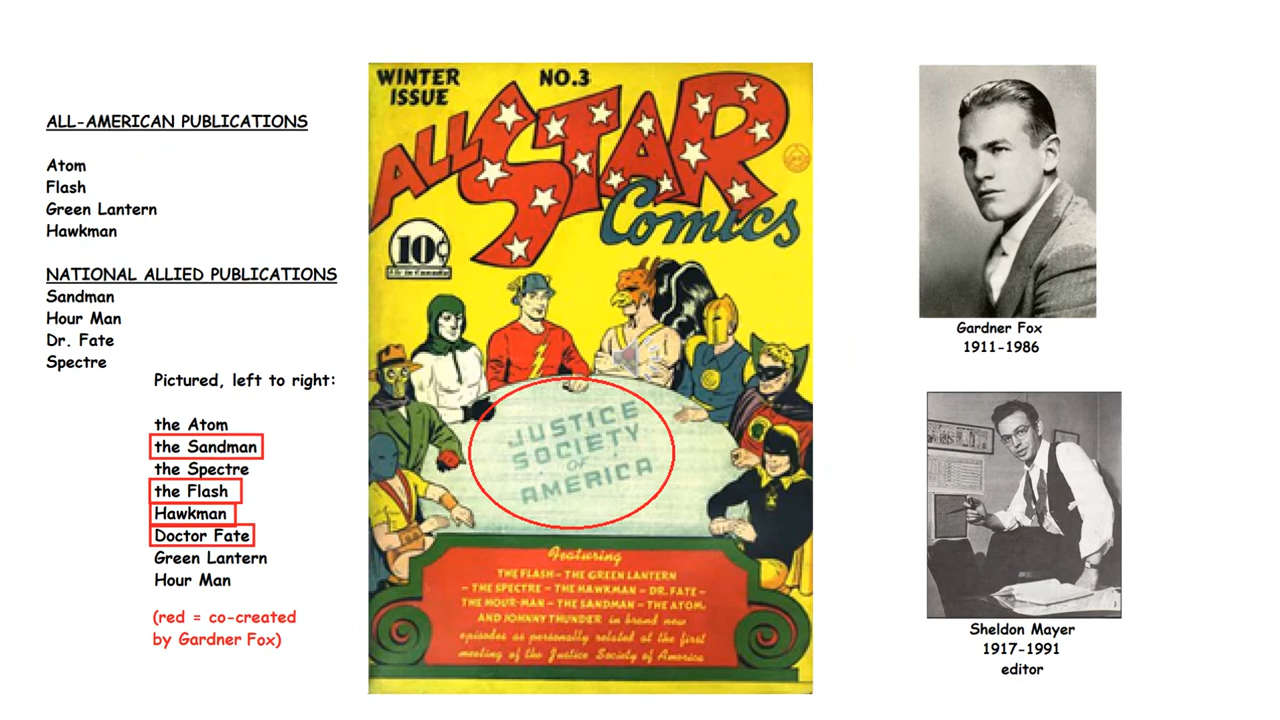 ALL-AMERICAN PUBLICATIONS
Atom
Flash
Green Lantern
Hawkman
NATIONAL ALLIED PUBLICATIONS
Sandman
Hour Man
Dr. Fate
Spectre
Pictured, left to right:
the Atom
the Sandman
the Spectre
the Flash
Hawkman
Doctor Fate
Green Lantern
Hour Man
(red = co-created
by Gardner Fox)
WINTER
ISSUE
NO.3
ALL STAR
Comics
10¢
in Canada
JUSTICE
SOCIETY
OF
AMERICA
Featuring
THE FLASH - THE GREEN LANTERN
- THE SPECTRE - THE HAWKMAN - DR. FATE -
THE HOUR-MAN - THE SANDMAN - THE ATOM,
AND JOHNNY THUNDER in brand new
episodes as personally related at the first
meeting of the Justice Society of America
Gardner Fox
1911-1986
Sheldon Mayer
1917-1991
editor